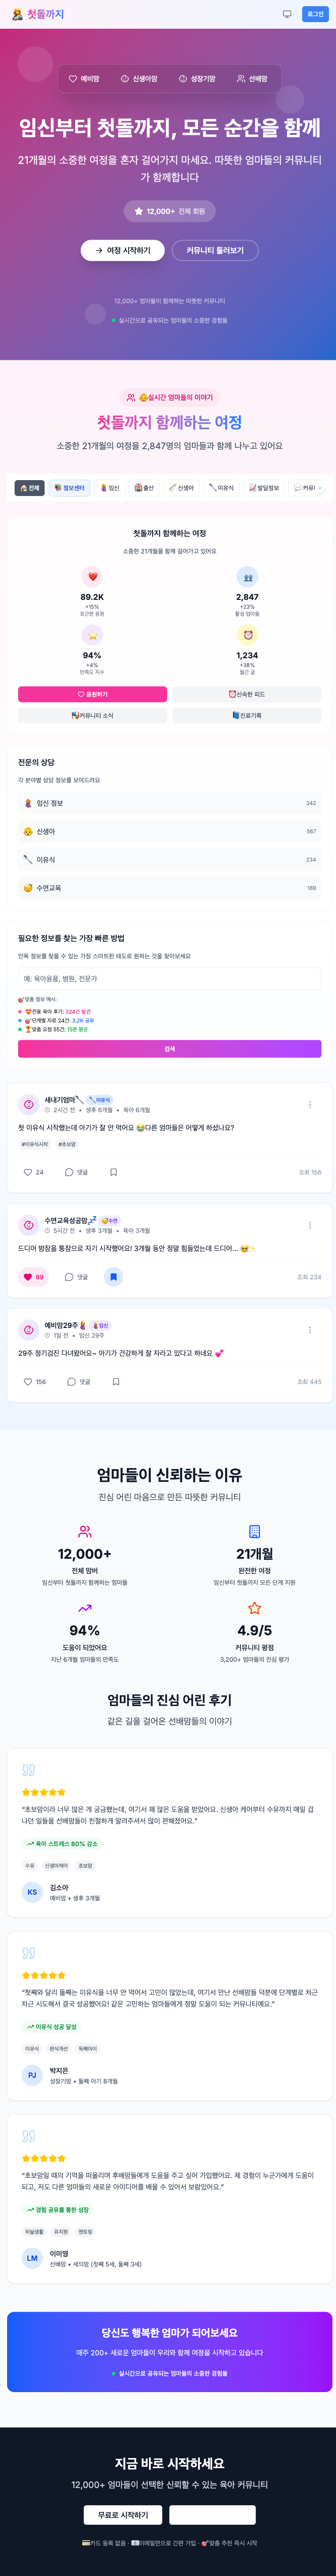 첫돌까지
로그인
예비맘 신생아맘 성장기맘 선배맘
임신부터 첫돌까지, 모든 순간을 함께
21개월의 소중한 여정을 혼자 걸어가지 마세요. 따뜻한 엄마들의 커뮤니티
가 함께합니다
12,000+ 전체 회원
여정 시작하기 커뮤니티 둘러보기
12,000+ 엄마들이 함께하는 따뜻한 커뮤니티
실시간으로 공유되는 엄마들의 소중한 경험들
실시간 엄마들의 이야기
첫돌까지 함께하는 여정
소중한 21개월의 여정을 2,847명의 엄마들과 함께 나누고 있어요
전체 정보센터 임신 출산 신생아 이유식 발달정보
첫돌까지 함께하는 여정
소중한 21개월을 함께 걸어가고 있어요
89.2K 2,847
+15% +23%
포근한 응원 활성 엄마들
94% 1,234
+4% +38%
만족도 지수 월간 글
응원하기 신속한 피드
커뮤니티 소식 진료기록
전문의 상담
각 분야별 상담 정보를 보여드려요
임신 정보 342
신생아 567
이유식 234
수면교육 189
필요한 정보를 찾는 가장 빠른 방법
인육 정보를 찾을 수 있는 가장 스마트한 태도로 원하는 것을 찾아보세요
예: 육아용품, 병원, 전문가
맞춤 정보 예시:
전용 육아 후기: 324건 발견
단계별 자료 24건: 3.2K 공유
맞춤 요청 55건: 15분 평균
검색
새내기엄마 이유식
2시간 전 • 생후 6개월 • 육아 6개월
첫 이유식 시작했는데 아기가 잘 안 먹어요 😭다른 엄마들은 어떻게 하셨나요?
#이유식시작 #초보맘
24 댓글 조회 156
수면교육성공맘💤 수면
5시간 전 • 생후 3개월 • 육아 3개월
드디어 밤잠을 통잠으로 자기 시작했어요! 3개월 동안 정말 힘들었는데 드디어... 🥹✨
89 댓글 조회 234
예비맘29주 임신
1일 전 • 임신 29주
29주 정기검진 다녀왔어요~ 아기가 건강하게 잘 자라고 있다고 하네요 💕
156 댓글 조회 445
엄마들이 신뢰하는 이유
진심 어린 마음으로 만든 따뜻한 커뮤니티
12,000+ 21개월
전체 맘버 완전한 여정
임신부터 첫돌까지 함께하는 맘마들 임신부터 첫돌까지 모든 단계 지원
94% 4.9/5
도움이 되었어요 커뮤니티 평점
지난 6개월 엄마들의 만족도 3,200+ 엄마들의 진심 평가
엄마들의 진심 어린 후기
같은 길을 걸어온 선배맘들의 이야기
"초보맘이라 너무 많은 게 궁금했는데, 여기서 꽤 많은 도움을 받았어요. 신생아 케어부터 수유까지 매일 겁
나던 일들을 선배맘들이 친절하게 알려주셔서 많이 편해졌어요."
육아 스트레스 80% 감소
수유 신생아케어 초보맘
KS 김소아
예비맘 • 생후 3개월
"첫째와 달리 둘째는 이유식을 너무 안 먹어서 고민이 많았는데, 여기서 만난 선배맘들 덕분에 단계별로 차근
차근 시도해서 결국 성공했어요! 같은 고민하는 엄마들에게 정말 도움이 되는 커뮤니티예요."
이유식 성공 달성
이유식 편식개선 둑째아이
PJ 박지은
성장기맘 • 둘째 아기 8개월
"초보맘일 때의 기억을 떠올리며 후배맘들에게 도움을 주고 싶어 가입했어요. 제 경험이 누군가에게 도움이
되고, 저도 다른 엄마들의 새로운 아이디어를 배울 수 있어서 보람있어요."
경험 공유를 통한 성장
워닝생활 유치원 멘토링
LM 이미영
선배맘 • 세의맘 (첫째 5세, 둘째 3세)
당신도 행복한 엄마가 되어보세요
매주 200+ 새로운 엄마들이 우리와 함께 여정을 시작하고 있습니다
실시간으로 공유되는 엄마들의 소중한 경험들
지금 바로 시작하세요
12,000+ 엄마들이 선택한 신뢰할 수 있는 육아 커뮤니티
무료로 시작하기
카드 등록 없음 · 이메일만으로 간편 가입 · 맞춤 추천 즉시 시작